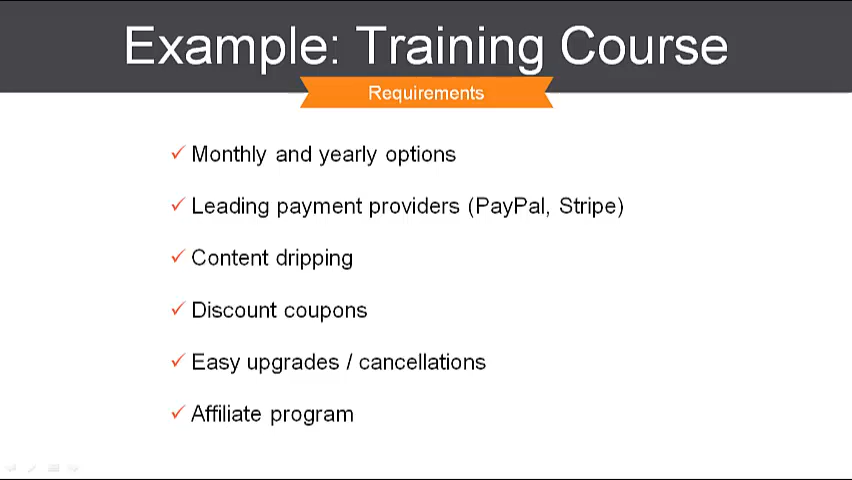 Example: Training Course
Requirements
Monthly and yearly options
Leading payment providers (PayPal, Stripe)
Content dripping
Discount coupons
Easy upgrades / cancellations
Affiliate program